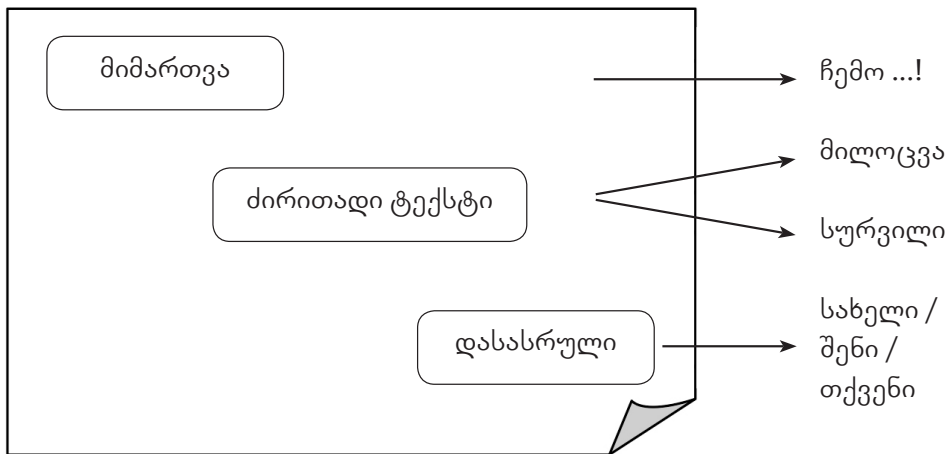 მიმართვა
ჩემო ...!
მილოცვა
ძირითადი ტექსტი
სურვილი
დასასრული
სახელი /
შენი /
თქვენი